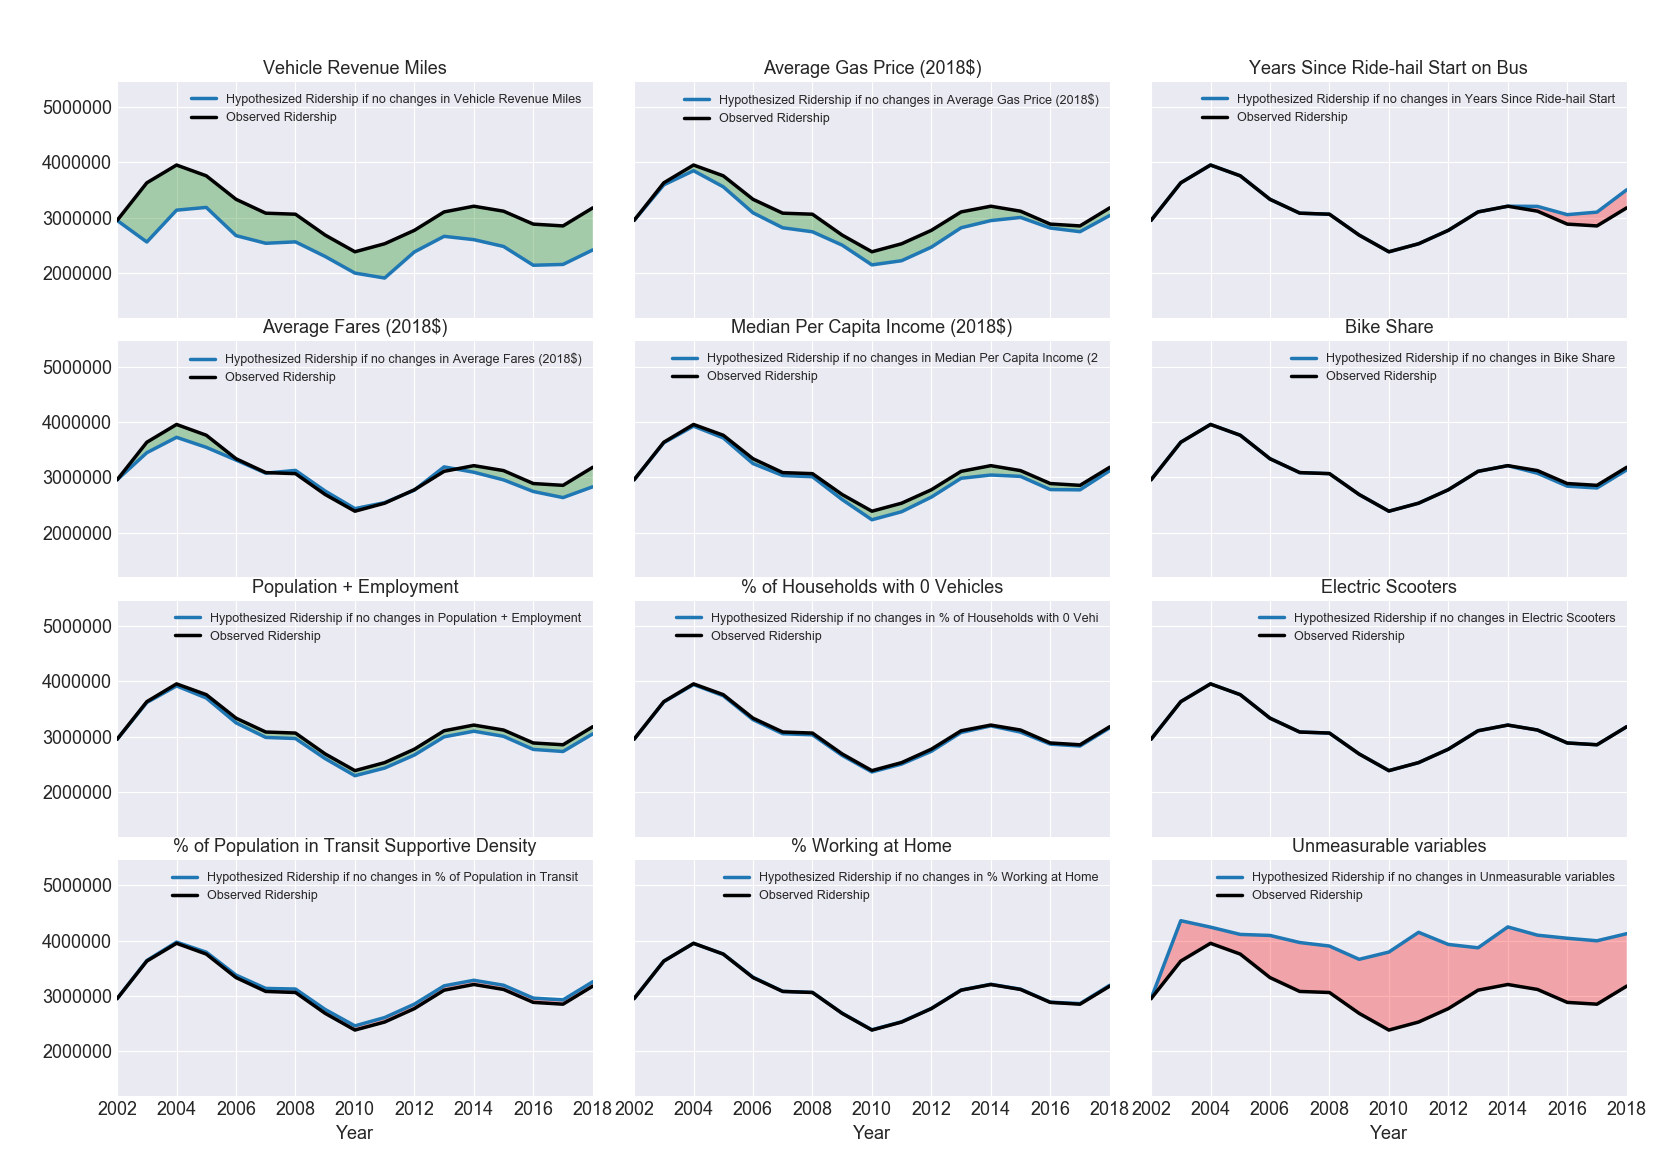 Vehicle Revenue Miles
Average Gas Price (2018$)
Years Since Ride-hail Start on Bus
Hypothesized Ridership if no changes in Vehicle Revenue Miles
Observed Ridership
Hypothesized Ridership if no changes in Average Gas Price (2018$)
Observed Ridership
Hypothesized Ridership if no changes in Years Since Ride-hail Start
Observed Ridership
5000000
4000000
3000000
2000000
Average Fares (2018$)
Median Per Capita Income (2018$)
Bike Share
Hypothesized Ridership if no changes in Average Fares (2018$)
Observed Ridership
Hypothesized Ridership if no changes in Median Per Capita Income (2
Observed Ridership
Hypothesized Ridership if no changes in Bike Share
Observed Ridership
5000000
4000000
3000000
2000000
Population + Employment
% of Households with 0 Vehicles
Electric Scooters
Hypothesized Ridership if no changes in Population + Employment
Observed Ridership
Hypothesized Ridership if no changes in % of Households with 0 Vehi
Observed Ridership
Hypothesized Ridership if no changes in Electric Scooters
Observed Ridership
5000000
4000000
3000000
2000000
% of Population in Transit Supportive Density
% Working at Home
Unmeasurable variables
Hypothesized Ridership if no changes in % of Population in Transit
Observed Ridership
Hypothesized Ridership if no changes in % Working at Home
Observed Ridership
Hypothesized Ridership if no changes in Unmeasurable variables
Observed Ridership
5000000
4000000
3000000
2000000
2002 2004 2006 2008 2010 2012 2014 2016 2018
2002 2004 2006 2008 2010 2012 2014 2016 2018
2002 2004 2006 2008 2010 2012 2014 2016 2018
Year
Year
Year